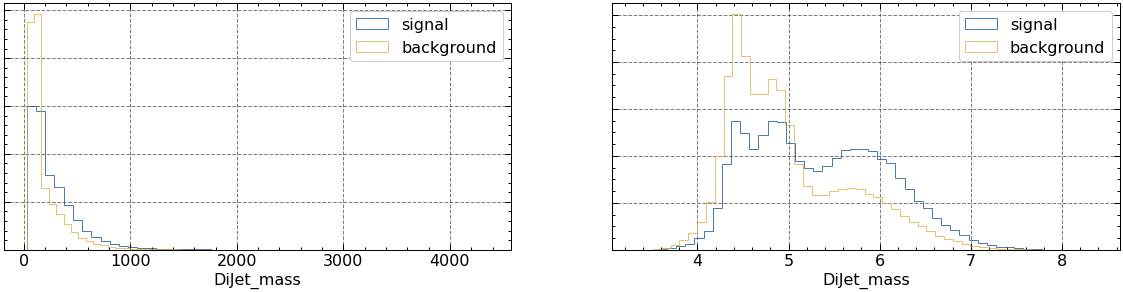 signal
background
0 1000 2000 3000 4000
DiJet_mass
signal
background
4 5 6 7 8
DiJet_mass